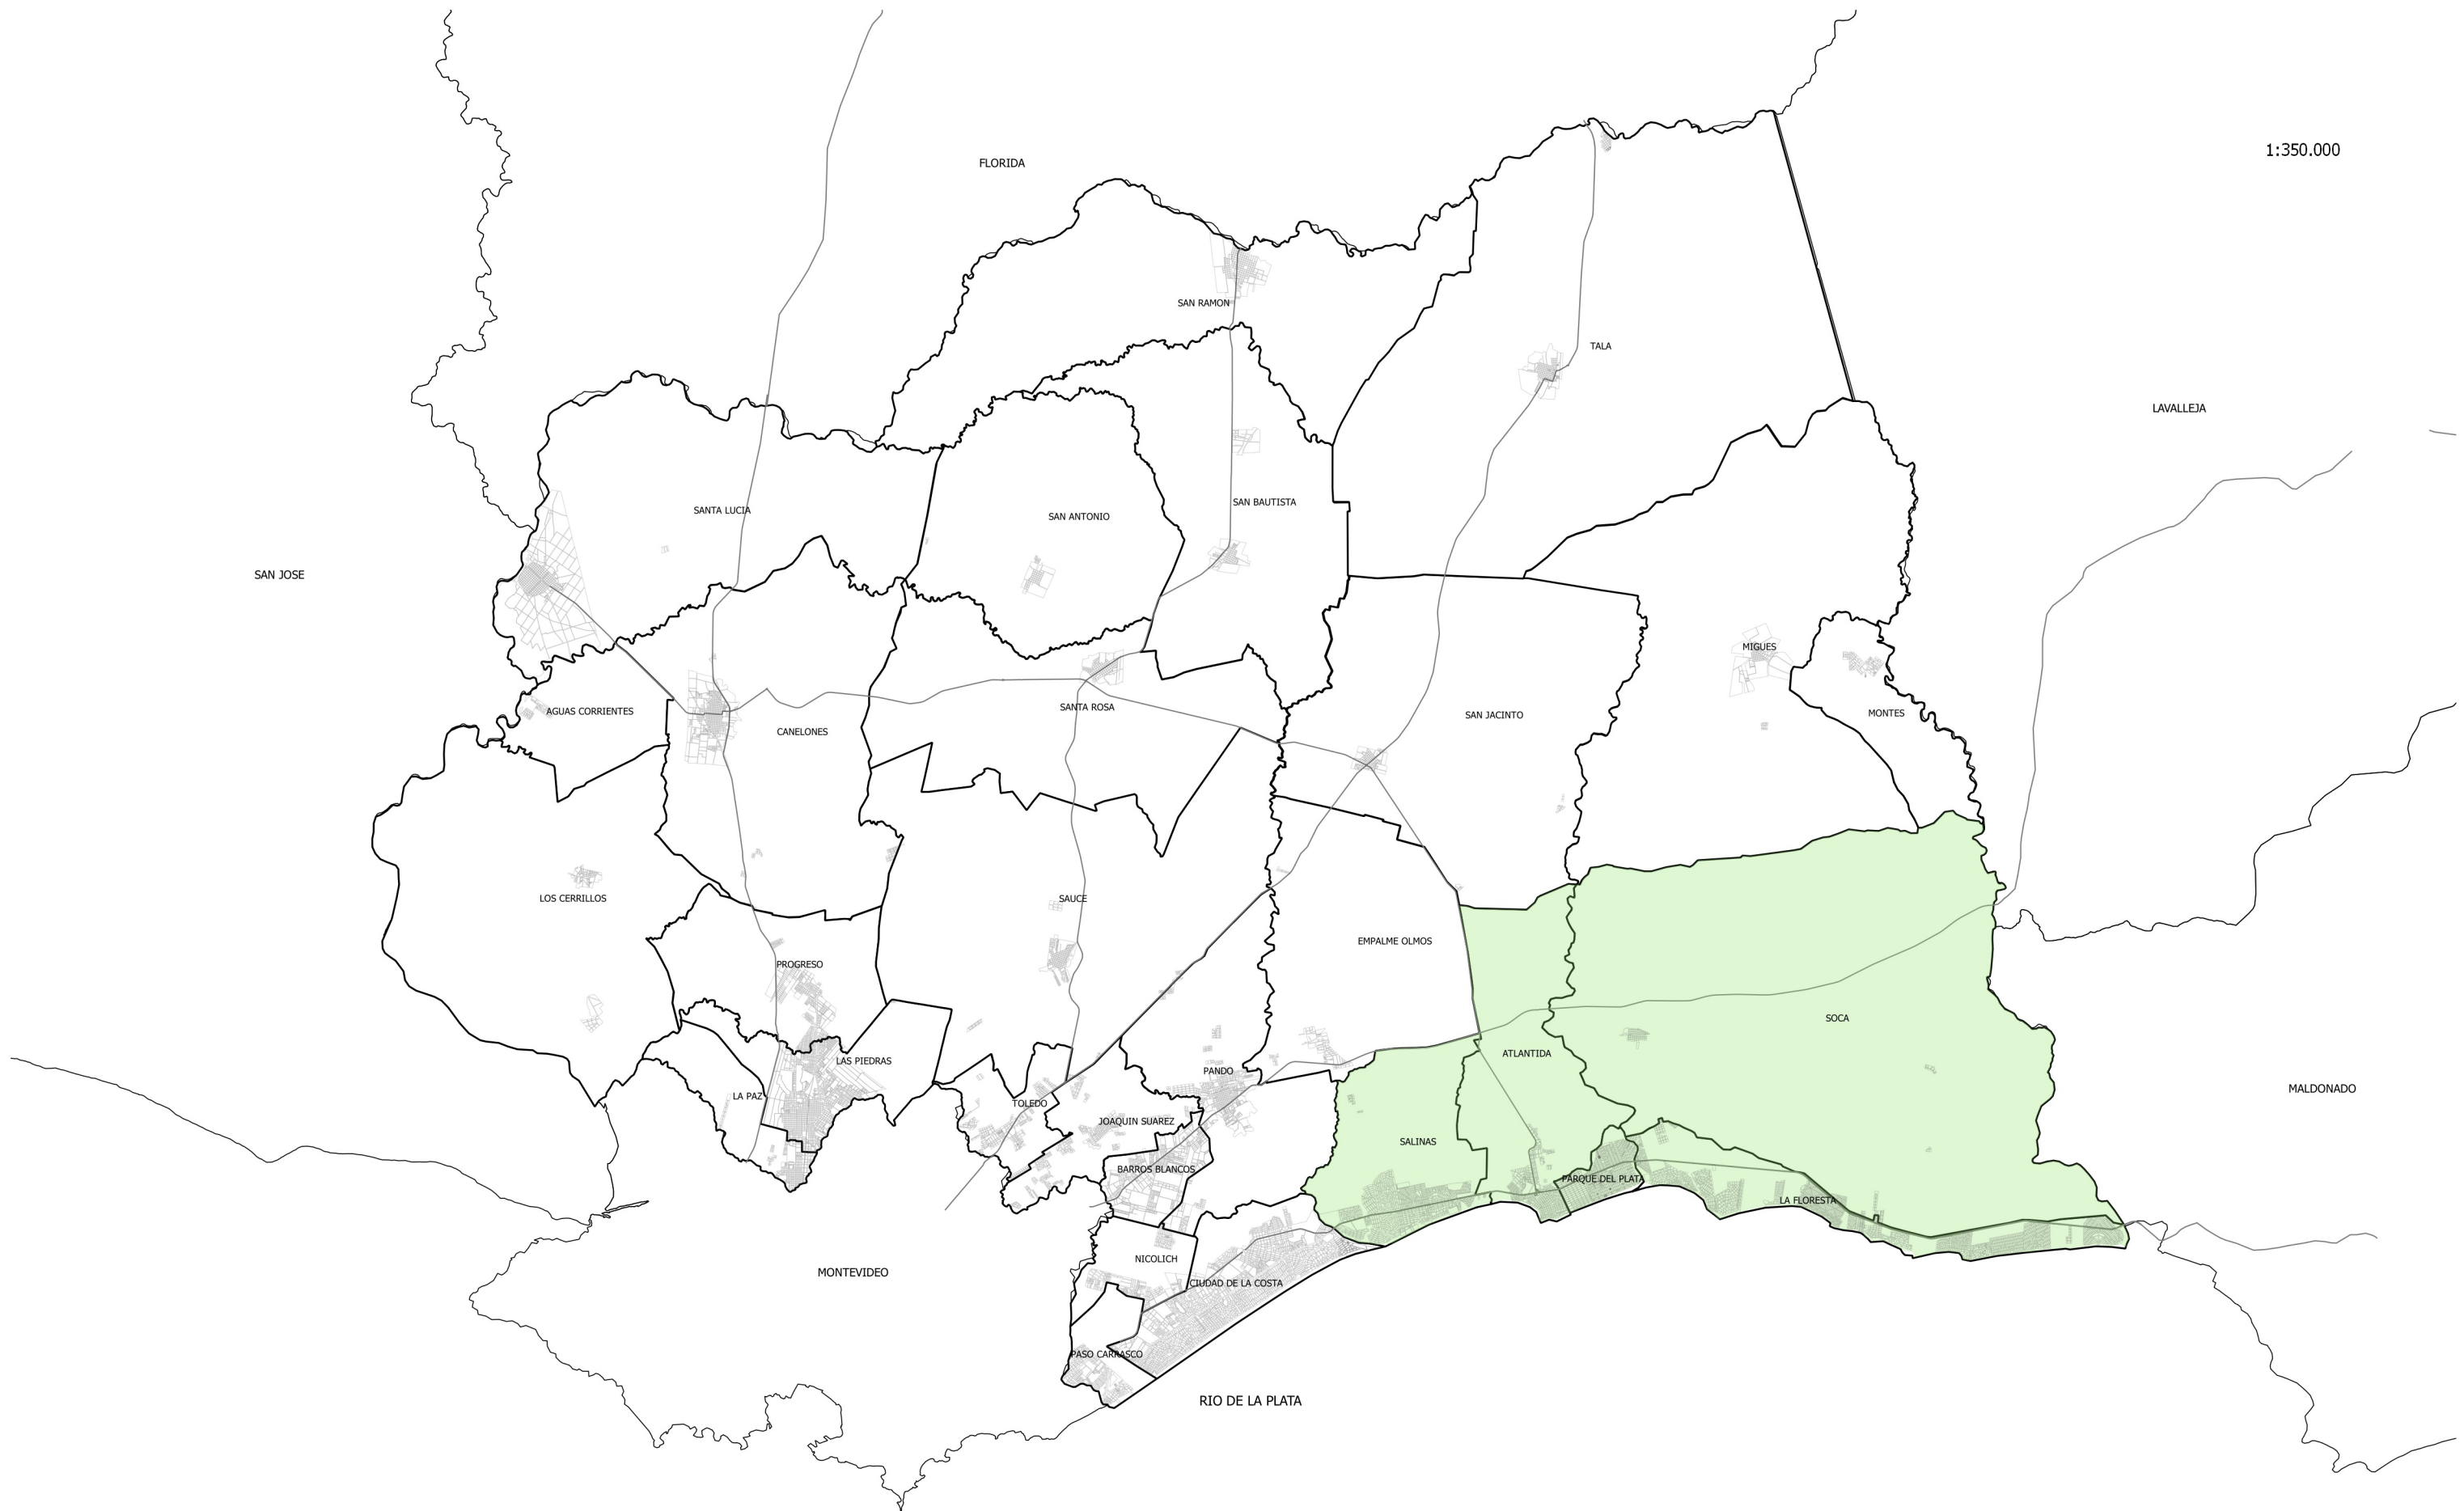 1:350.000
FLORIDA
SAN RAMON
TALA
LAVALLEJA
SAN BAUTISTA
SANTA LUCIA
SAN ANTONIO
SAN JOSE
MIGUES
SANTA ROSA
AGUAS CORRIENTES
MONTES
SAN JACINTO
CANELONES
LOS CERRILLOS
SAUCE
EMPALME OLMOS
PROGRESO
SOCA
ATLANTIDA
LAS PIEDRAS
PANDO
MALDONADO
LA PAZ
TOLEDO
JOAQUIN SUAREZ
SALINAS
BARROS BLANCOS
PARQUE DEL PLATA
LA FLORESTA
NICOLICH
MONTEVIDEO
CIUDAD DE LA COSTA
PASO CARRASCO
RIO DE LA PLATA